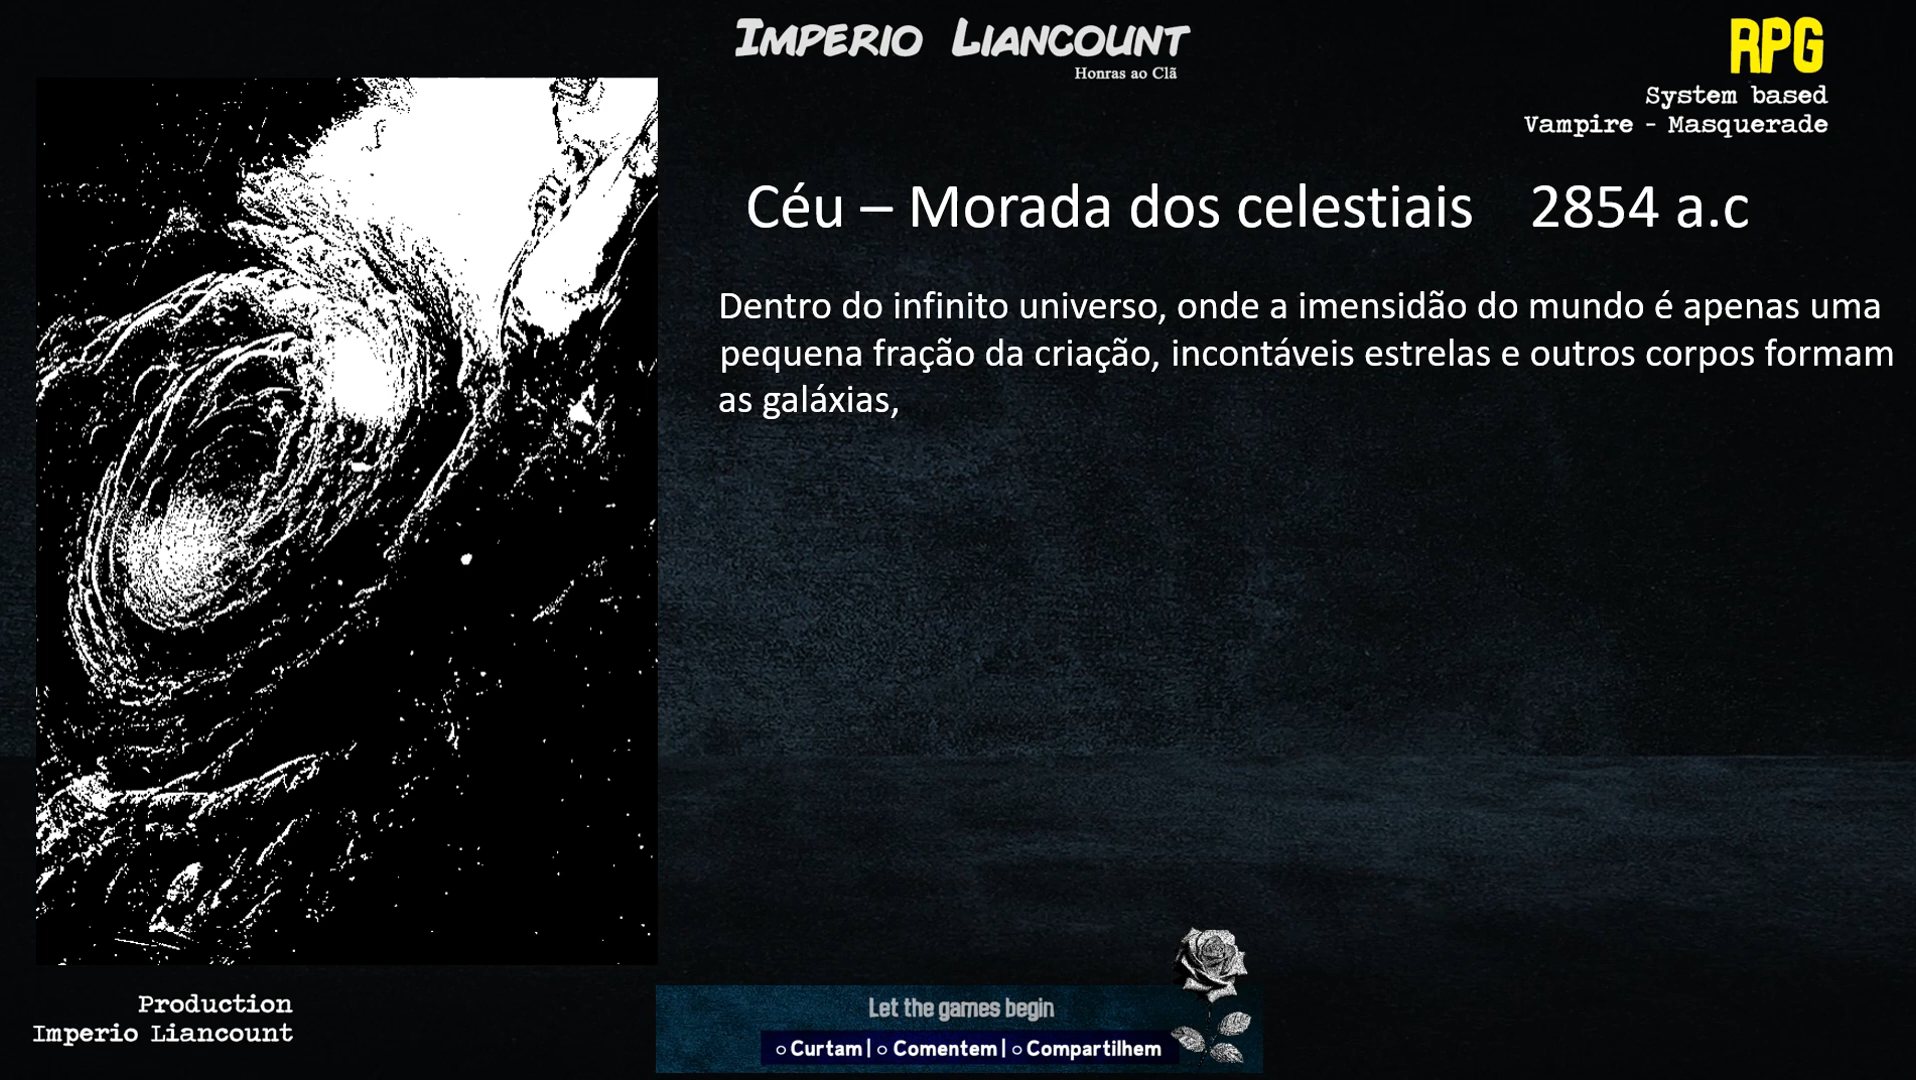 Imperio Liancount
Honras ao Clã
RPG
System based
Vampire - Masquerade
Céu – Morada dos celestiais 2854 a.c
Dentro do infinito universo, onde a imensidão do mundo é apenas uma
pequena fração da criação, incontáveis estrelas e outros corpos formam
as galáxias,
Production
Imperio Liancount
Let the games begin
○ Curtam | ○ Comentem | ○ Compartilhem